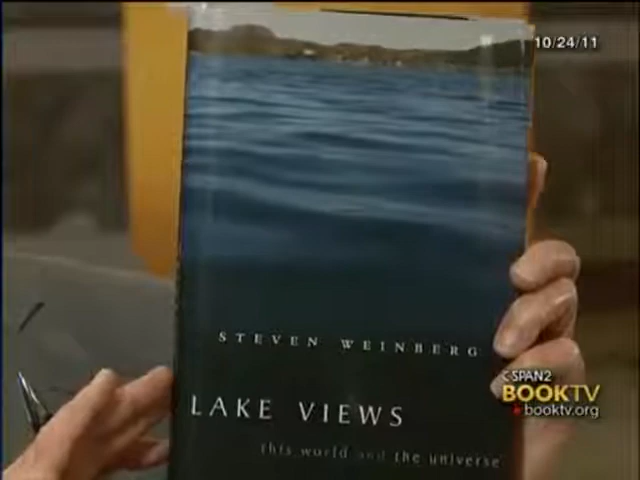 10/24/11
STEVEN WEINBERG
LAKE VIEWS
this world and the universe
CSPAN2
BOOKTV
booktv.org